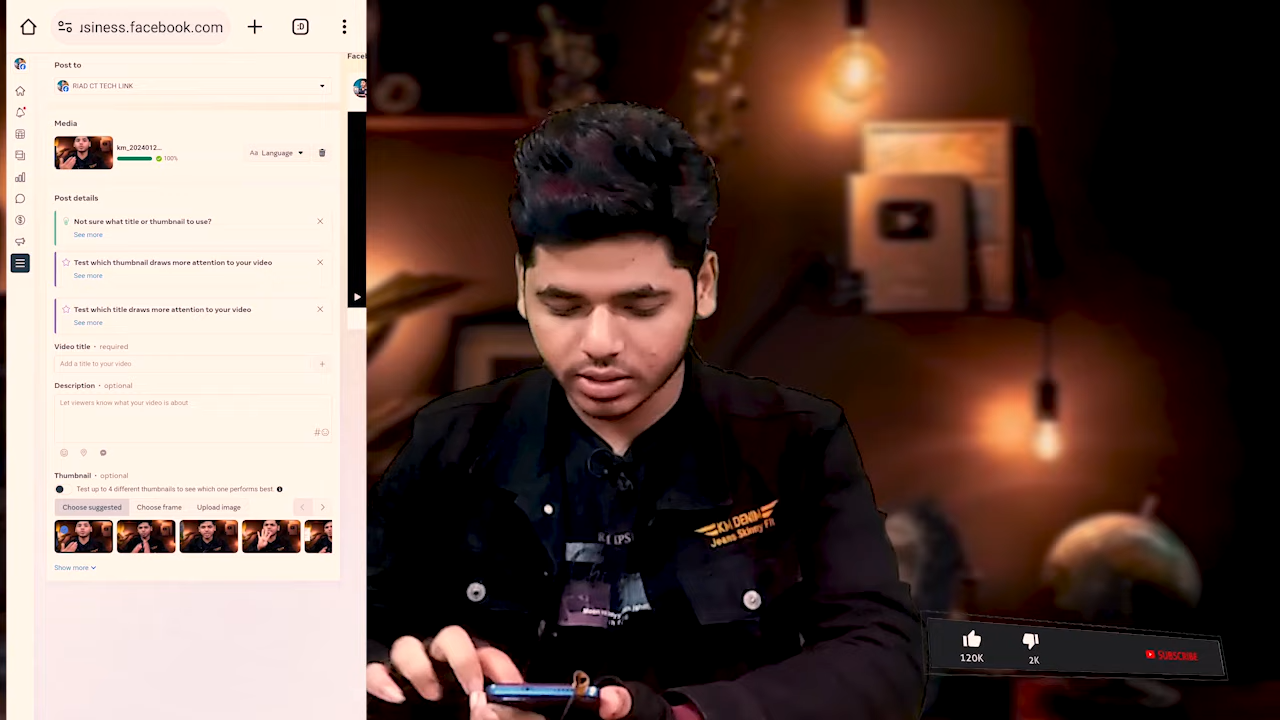 usiness.facebook.com
:D
Post to
Faceb
RIAD CT TECH LINK
Media
km_2024012...
100%
Aa Language
Post details
Not sure what title or thumbnail to use?
See more
Test which thumbnail draws more attention to your video
See more
Test which title draws more attention to your video
See more
Video title • required
Add a title to your video
Description • optional
Let viewers know what your video is about
Thumbnail • optional
Test up to 4 different thumbnails to see which one performs best
Choose suggested
Choose frame
Upload image
Show more
KM DENIM
Jeans Skinny Fit
120K
2K
SUBSCRIBE